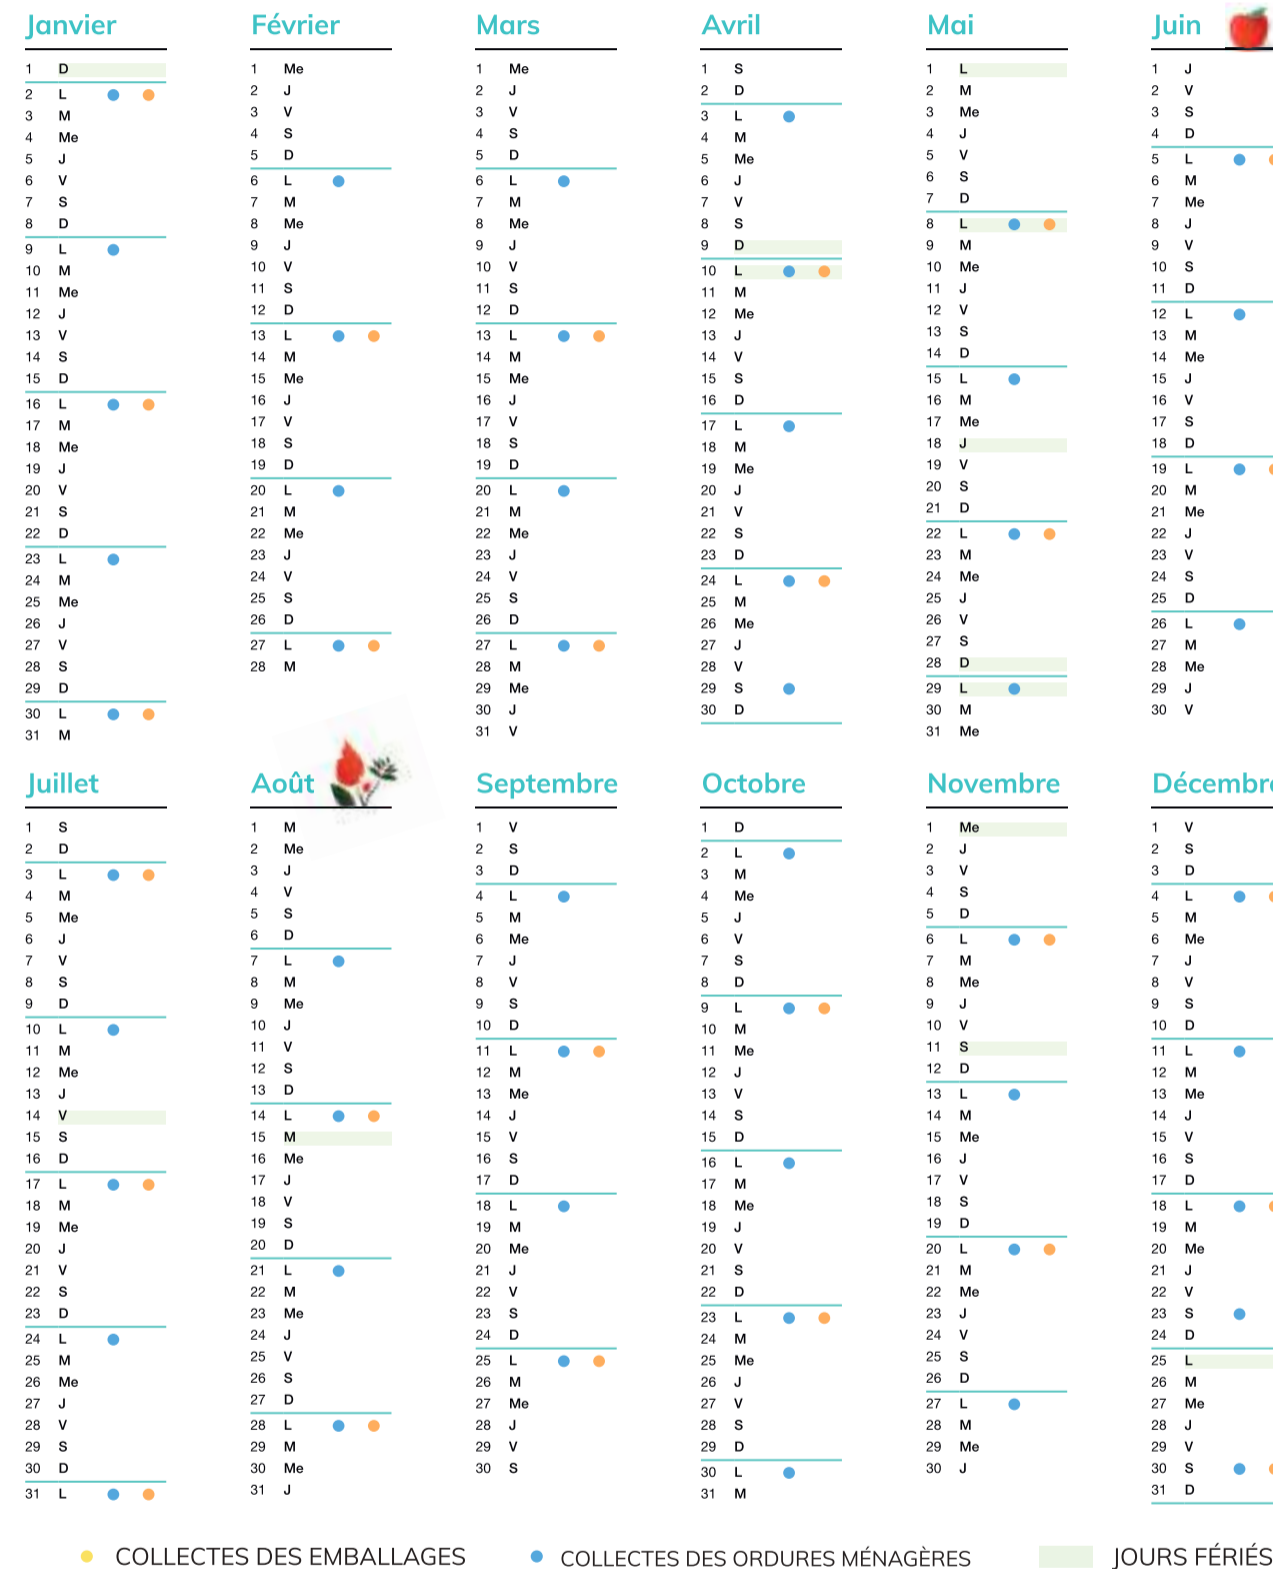 Janvier
1 D
2 L
3 M
4 Me
5 J
6 V
7 S
8 D
9 L
10 M
11 Me
12 J
13 V
14 S
15 D
16 L
17 M
18 Me
19 J
20 V
21 S
22 D
23 L
24 M
25 Me
26 J
27 V
28 S
29 D
30 L
31 M
Février
1 Me
2 J
3 V
4 S
5 D
6 L
7 M
8 Me
9 J
10 V
11 S
12 D
13 L
14 M
15 Me
16 J
17 V
18 S
19 D
20 L
21 M
22 Me
23 J
24 V
25 S
26 D
27 L
28 M
Mars
1 Me
2 J
3 V
4 S
5 D
6 L
7 M
8 Me
9 J
10 V
11 S
12 D
13 L
14 M
15 Me
16 J
17 V
18 S
19 D
20 L
21 M
22 Me
23 J
24 V
25 S
26 D
27 L
28 M
29 Me
30 J
31 V
Avril
1 S
2 D
3 L
4 M
5 Me
6 J
7 V
8 S
9 D
10 L
11 M
12 Me
13 J
14 V
15 S
16 D
17 L
18 M
19 Me
20 J
21 V
22 S
23 D
24 L
25 M
26 Me
27 J
28 V
29 S
30 D
Mai
1 L
2 M
3 Me
4 J
5 V
6 S
7 D
8 L
9 M
10 Me
11 J
12 V
13 S
14 D
15 L
16 M
17 Me
18 J
19 V
20 S
21 D
22 L
23 M
24 Me
25 J
26 V
27 S
28 D
29 L
30 M
31 Me
Juin
1 J
2 V
3 S
4 D
5 L
6 M
7 Me
8 J
9 V
10 S
11 D
12 L
13 M
14 Me
15 J
16 V
17 S
18 D
19 L
20 M
21 Me
22 J
23 V
24 S
25 D
26 L
27 M
28 Me
29 J
30 V
Juillet
1 S
2 D
3 L
4 M
5 Me
6 J
7 V
8 S
9 D
10 L
11 M
12 Me
13 J
14 V
15 S
16 D
17 L
18 M
19 Me
20 J
21 V
22 S
23 D
24 L
25 M
26 Me
27 J
28 V
29 S
30 D
31 L
Août
1 M
2 Me
3 J
4 V
5 S
6 D
7 L
8 M
9 Me
10 J
11 V
12 S
13 D
14 L
15 M
16 Me
17 J
18 V
19 S
20 D
21 L
22 M
23 Me
24 J
25 V
26 S
27 D
28 L
29 M
30 Me
31 J
Septembre
1 V
2 S
3 D
4 L
5 M
6 Me
7 J
8 V
9 S
10 D
11 L
12 M
13 Me
14 J
15 V
16 S
17 D
18 L
19 M
20 Me
21 J
22 V
23 S
24 D
25 L
26 M
27 Me
28 J
29 V
30 S
Octobre
1 D
2 L
3 M
4 Me
5 J
6 V
7 S
8 D
9 L
10 M
11 Me
12 J
13 V
14 S
15 D
16 L
17 M
18 Me
19 J
20 V
21 S
22 D
23 L
24 M
25 Me
26 J
27 V
28 S
29 D
30 L
31 M
Novembre
1 Me
2 J
3 V
4 S
5 D
6 L
7 M
8 Me
9 J
10 V
11 S
12 D
13 L
14 M
15 Me
16 J
17 V
18 S
19 D
20 L
21 M
22 Me
23 J
24 V
25 S
26 D
27 L
28 M
29 Me
30 J
Décembre
1 V
2 S
3 D
4 L
5 M
6 Me
7 J
8 V
9 S
10 D
11 L
12 M
13 Me
14 J
15 V
16 S
17 D
18 L
19 M
20 Me
21 J
22 V
23 S
24 D
25 L
26 M
27 Me
28 J
29 V
30 S
31 D
COLLECTES DES EMBALLAGES
COLLECTES DES ORDURES MÉNAGÈRES
JOURS FÉRIÉS